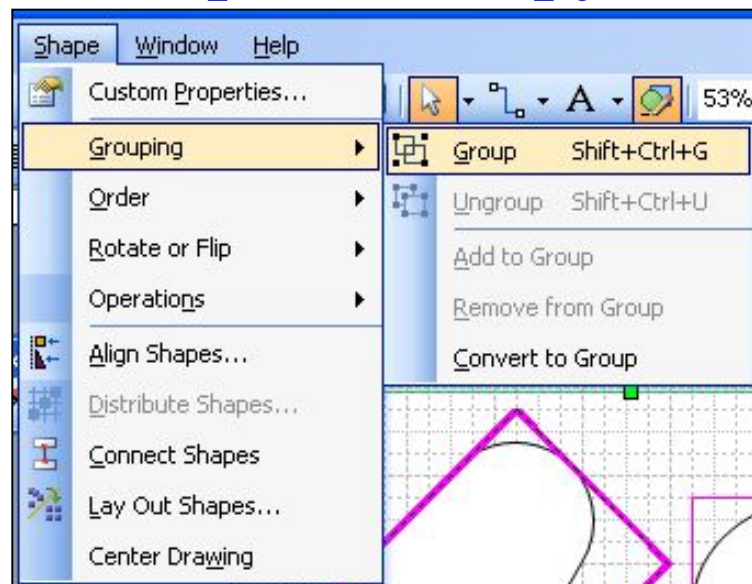 Shape Window Help
Custom Properties...
A 53%
Grouping
Group Shift+Ctrl+G
Order
Ungroup Shift+Ctrl+U
Rotate or Flip
Add to Group
Operations
Remove from Group
Align Shapes...
Convert to Group
Distribute Shapes...
Connect Shapes
Lay Out Shapes...
Center Drawing